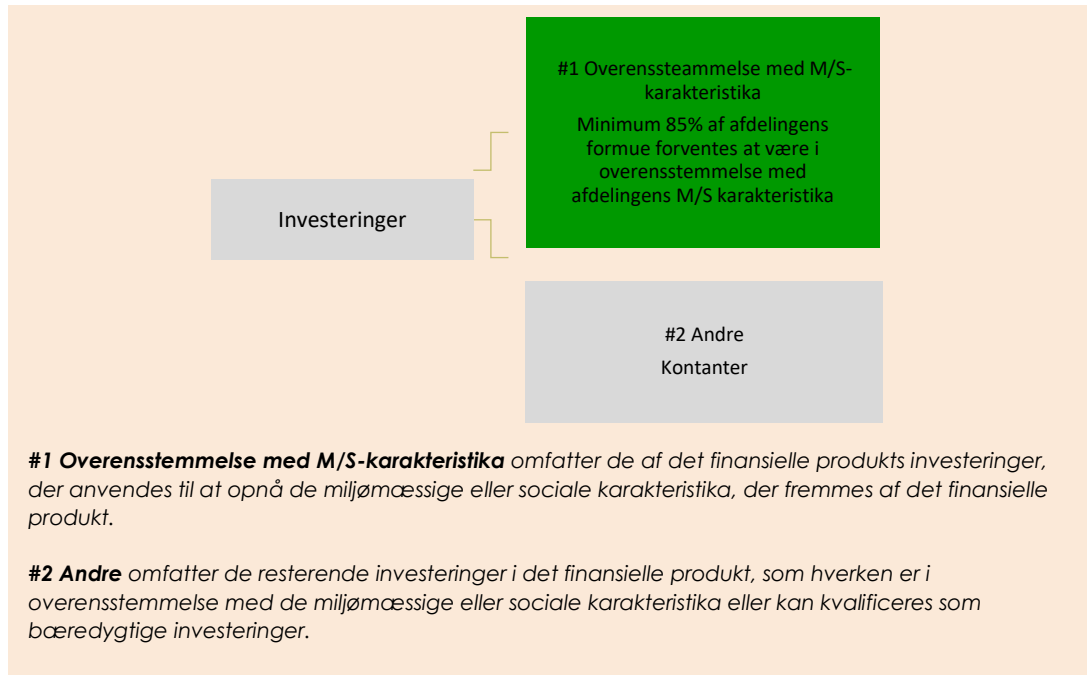 #1 Overenssteammelse med M/S-
karakteristika
Minimum 85% af afdelingens
formue forventes at være i
overensstemmelse med
afdelingens M/S karakteristika
Investeringer
#2 Andre
Kontanter
#1 Overensstemmelse med M/S-karakteristika omfatter de af det finansielle produkts investeringer,
der anvendes til at opnå de miljømæssige eller sociale karakteristika, der fremmes af det finansielle
produkt.
#2 Andre omfatter de resterende investeringer i det finansielle produkt, som hverken er i
overensstemmelse med de miljømæssige eller sociale karakteristika eller kan kvalificeres som
bæredygtige investeringer.